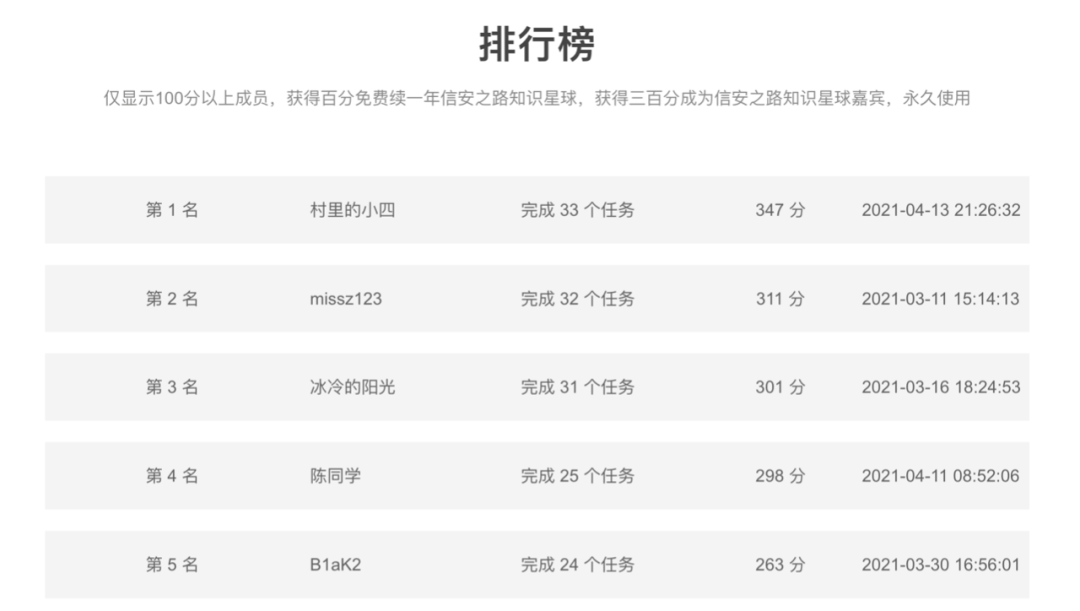 排行榜
仅显示100分以上成员，获得百分免费续一年信安之路知识星球，获得三百分成为信安之路知识星球嘉宾，永久使用
第 1 名 村里的小四 完成 33 个任务 347 分 2021-04-13 21:26:32
第 2 名 missz123 完成 32 个任务 311 分 2021-03-11 15:14:13
第 3 名 冰冷的阳光 完成 31 个任务 301 分 2021-03-16 18:24:53
第 4 名 陈同学 完成 25 个任务 298 分 2021-04-11 08:52:06
第 5 名 B1aK2 完成 24 个任务 263 分 2021-03-30 16:56:01